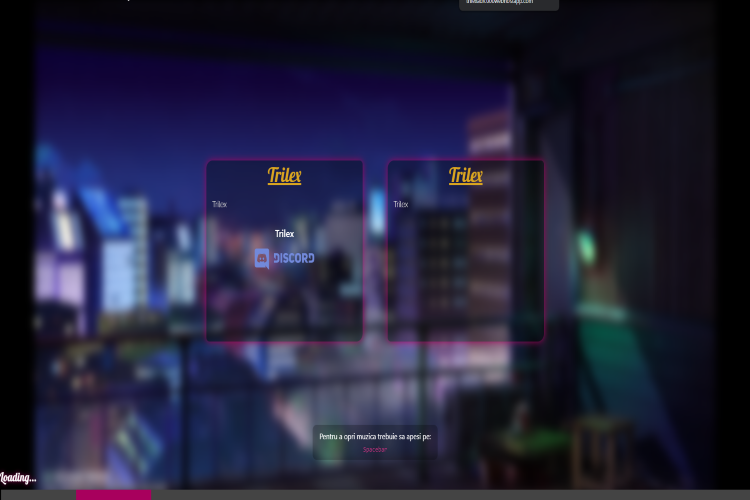 Trilex
Trilex
Trilex
Trilex
Trilex
DISCORD
Pentru a opri muzica trebuie sa apesi pe:
Spacebar
Loading...